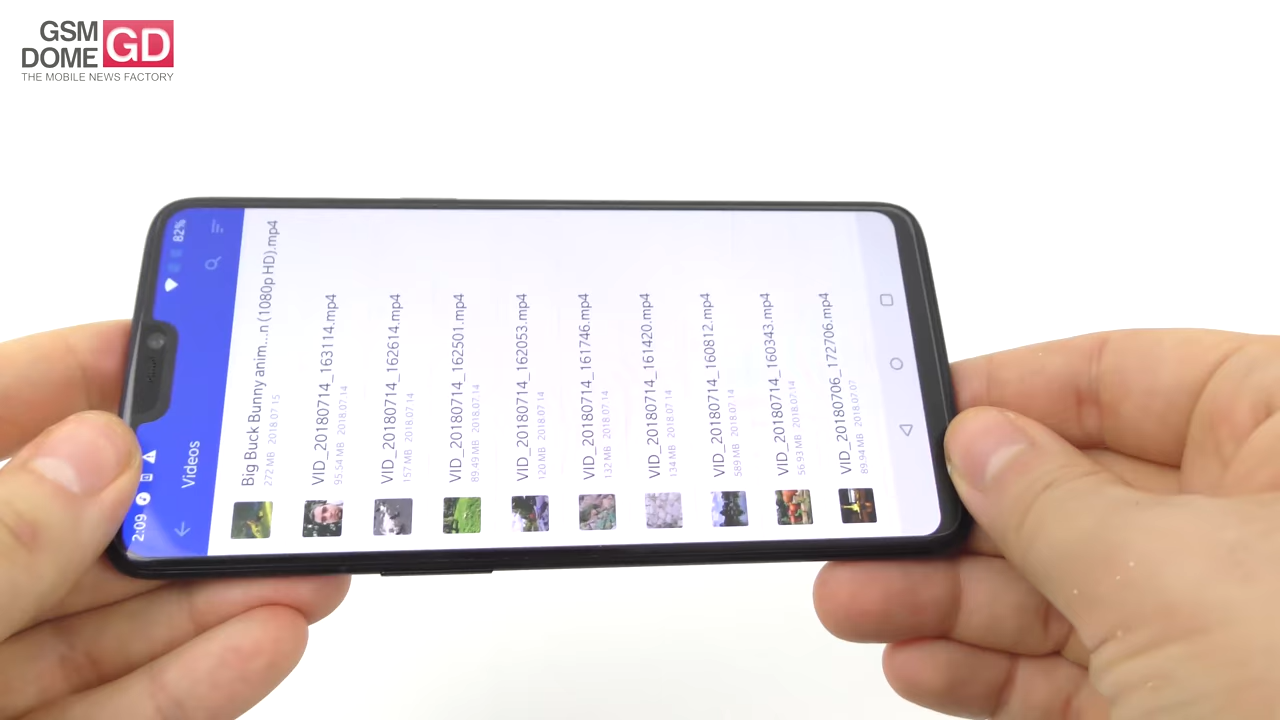 GSM
DOME GD
THE MOBILE NEWS FACTORY
2:09
82%
Videos
Big Buck Bunny anim...n (1080p HD).mp4
272 MB 2018.07.15
VID_20180714_163114.mp4
95.54 MB 2018.07.14
VID_20180714_162614.mp4
157 MB 2018.07.14
VID_20180714_162501.mp4
89.49 MB 2018.07.14
VID_20180714_162053.mp4
120 MB 2018.07.14
VID_20180714_161746.mp4
132 MB 2018.07.14
VID_20180714_161420.mp4
134 MB 2018.07.14
VID_20180714_160812.mp4
589 MB 2018.07.14
VID_20180714_160343.mp4
56.93 MB 2018.07.14
VID_20180706_172706.mp4
89.94 MB 2018.07.07